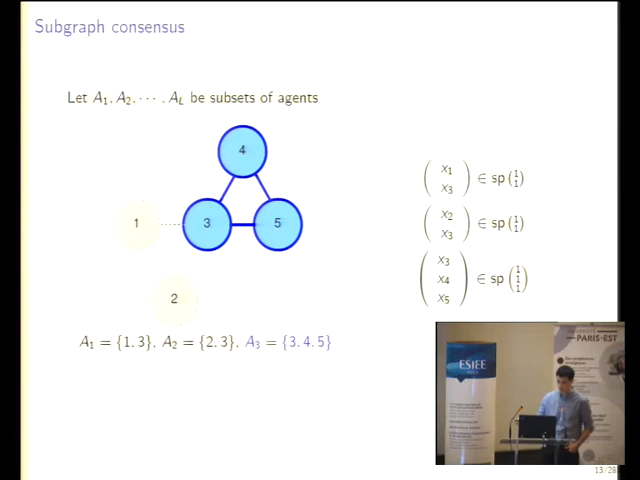 Subgraph consensus
Let A₁, A₂, ⋯ , A_L be subsets of agents
4
1
3
5
2
A₁ = {1, 3}, A₂ = {2, 3}, A₃ = {3, 4, 5}
( x₁ x₃ ) ∈ sp ( 1 1 )
( x₂ x₃ ) ∈ sp ( 1 1 )
( x₃ x₄ x₅ ) ∈ sp ( 1 1 1 )
ESIEE
PARIS-EST
13/28